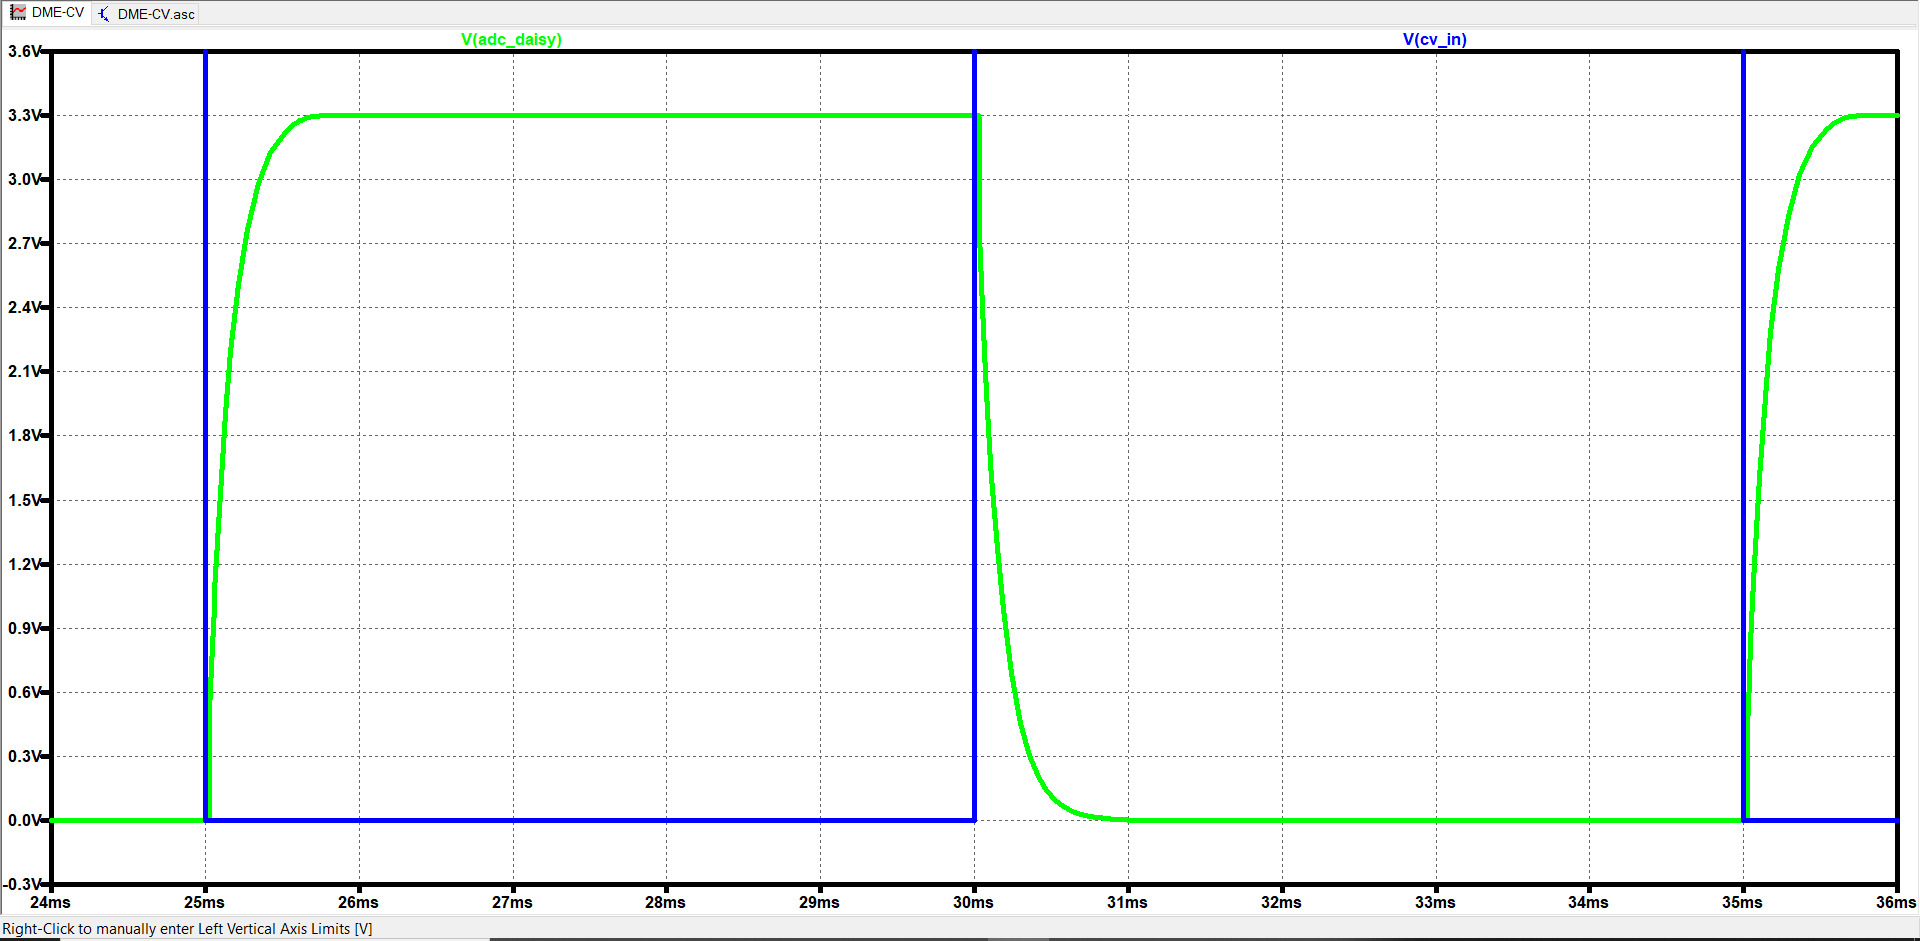 DME-CV DME-CV.asc
V(adc_daisy) V(cv_in)
3.6V
3.3V
3.0V
2.7V
2.4V
2.1V
1.8V
1.5V
1.2V
0.9V
0.6V
0.3V
0.0V
-0.3V
24ms 25ms 26ms 27ms 28ms 29ms 30ms 31ms 32ms 33ms 34ms 35ms 36ms
Right-Click to manually enter Left Vertical Axis Limits [V]